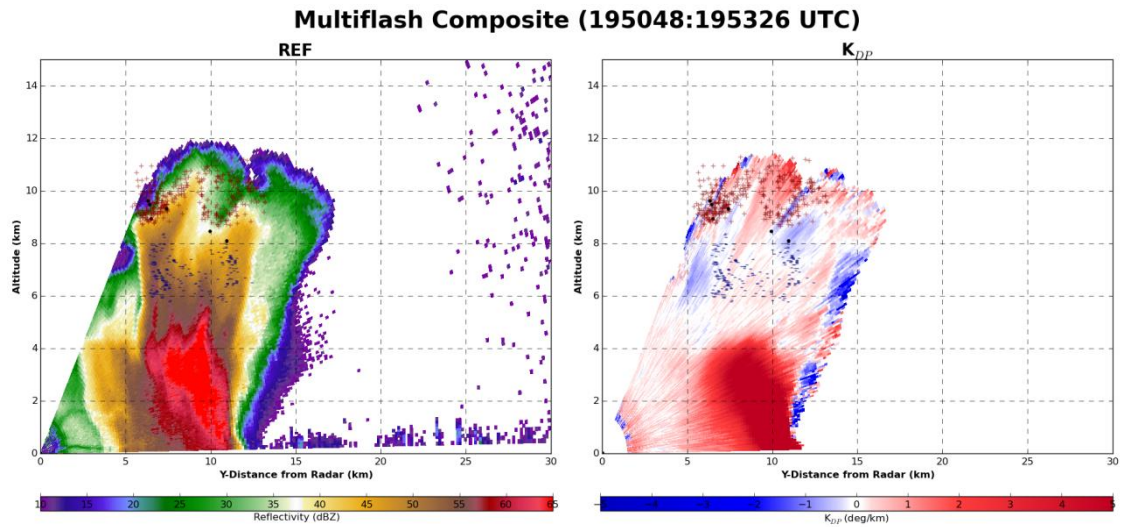 Multiflash Composite (195048:195326 UTC)
REF
14
12
10
8
6
4
2
0
Altitude (km)
0 5 10 15 20 25 30
Y-Distance from Radar (km)
10 15 20 25 30 35 40 45 50 55 60 65
Reflectivity (dBZ)
K_DP
14
12
10
8
6
4
2
0
Altitude (km)
0 5 10 15 20 25 30
Y-Distance from Radar (km)
0 1 2 3 4 5
K_DP (deg/km)